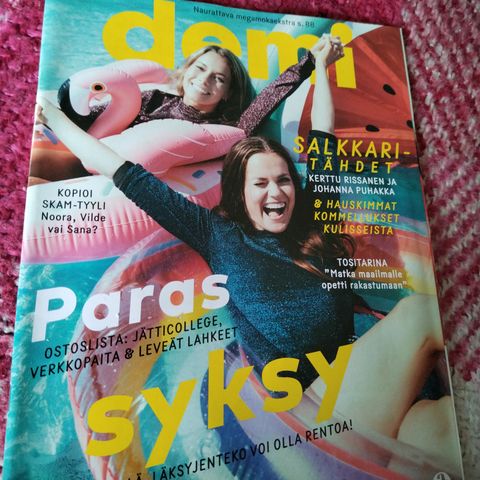 Naurattava megamokaekstra s. 88
demi
SALKKARI-
TÄHDET
KERTTU RISSANEN JA
JOHANNA PUHAKKA
& HAUSKIMMAT
KOMMELLUKSET
KULISSEISTA
KOPIOI
SKAM-TYYLI
Noora, Vilde
vai Sana?
TOSITARINA
"Matka maailmalle
opetti rakastumaan"
Paras
OSTOSLISTA: JÄTTICOLLEGE,
VERKKOPAITA & LEVEÄT LAHKEET
syksy
LÄKSYJENTEKO VOI OLLA RENTOA!